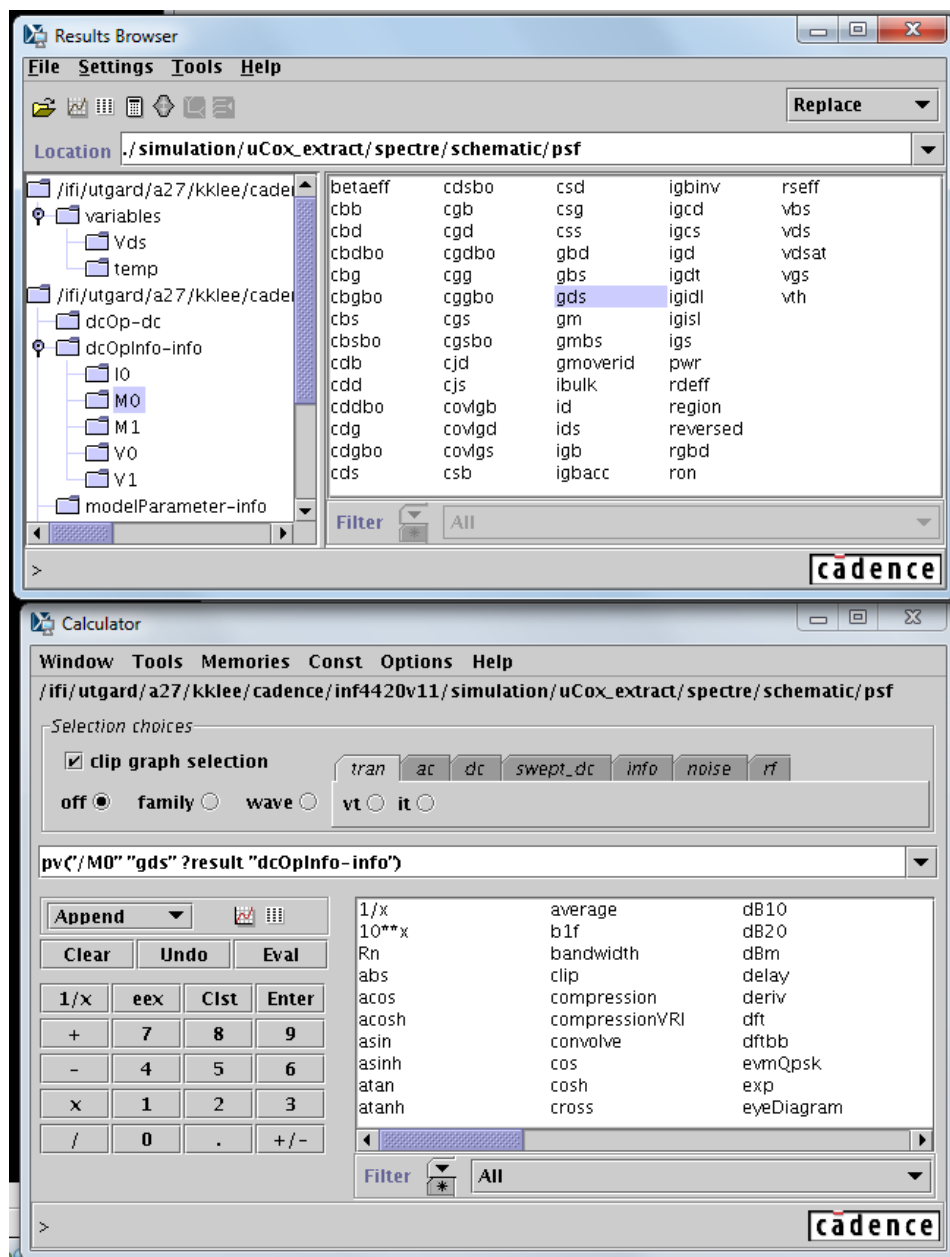 Results Browser
File Settings Tools Help
Replace
Location ./simulation/uCox_extract/spectre/schematic/psf
/ifi/utgard/a27/kklee/cader
variables
Vds
temp
/ifi/utgard/a27/kklee/cader
dcOp-dc
dcOpInfo-info
I0
M0
M1
V0
V1
modelParameter-info
betaeff cdsbo csd igbinv rseff
cbb cgb csg igcd vbs
cbd cgd css igcs vds
cbdbo cgdbo gbd igd vdsat
cbg cgg gbs igdt vgs
cbgbo cggbo gds igidl vth
cbs cgs gm igisl
cbsbo cgsbo gmbs igs
cdb cjd gmoverid pwr
cdd cjs ibulk rdeff
cddbo covlgb id region
cdg covlgd ids reversed
cdgbo covlgs igb rgbd
cds csb igbacc ron
Filter All
>
cādence
Calculator
Window Tools Memories Const Options Help
/ifi/utgard/a27/kklee/cadence/inf4420v11/simulation/uCox_extract/spectre/schematic/psf
Selection choices
clip graph selection
tran ac dc swept_dc info noise rf
off family wave vt it
pv("/M0" "gds" ?result "dcOpInfo-info")
Append
Clear Undo Eval
1/x eex Clst Enter
+ 7 8 9
- 4 5 6
x 1 2 3
/ 0 . +/-
1/x average dB10
10**x b1f dB20
Rn bandwidth dBm
abs clip delay
acos compression deriv
acosh compressionVRI dft
asin convolve dftbb
asinh cos evmQpsk
atan cosh exp
atanh cross eyeDiagram
Filter All
>
cādence